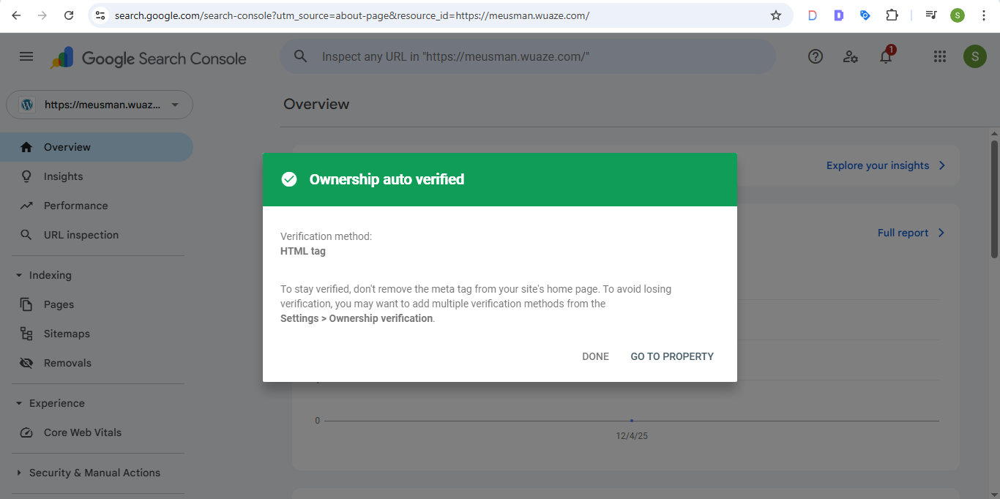 search.google.com/search-console?utm_source=about-page&resource_id=https://meusman.wuaze.com/
S
Google Search Console
Inspect any URL in "https://meusman.wuaze.com/"
1
S
https://meusman.wuaz...
Overview
Overview
Insights
Performance
URL inspection
Indexing
Pages
Sitemaps
Removals
Experience
Core Web Vitals
Security & Manual Actions
Explore your insights
Full report
Ownership auto verified
Verification method:
HTML tag
To stay verified, don't remove the meta tag from your site's home page. To avoid losing
verification, you may want to add multiple verification methods from the
Settings > Ownership verification.
DONE
GO TO PROPERTY
0
12/4/25